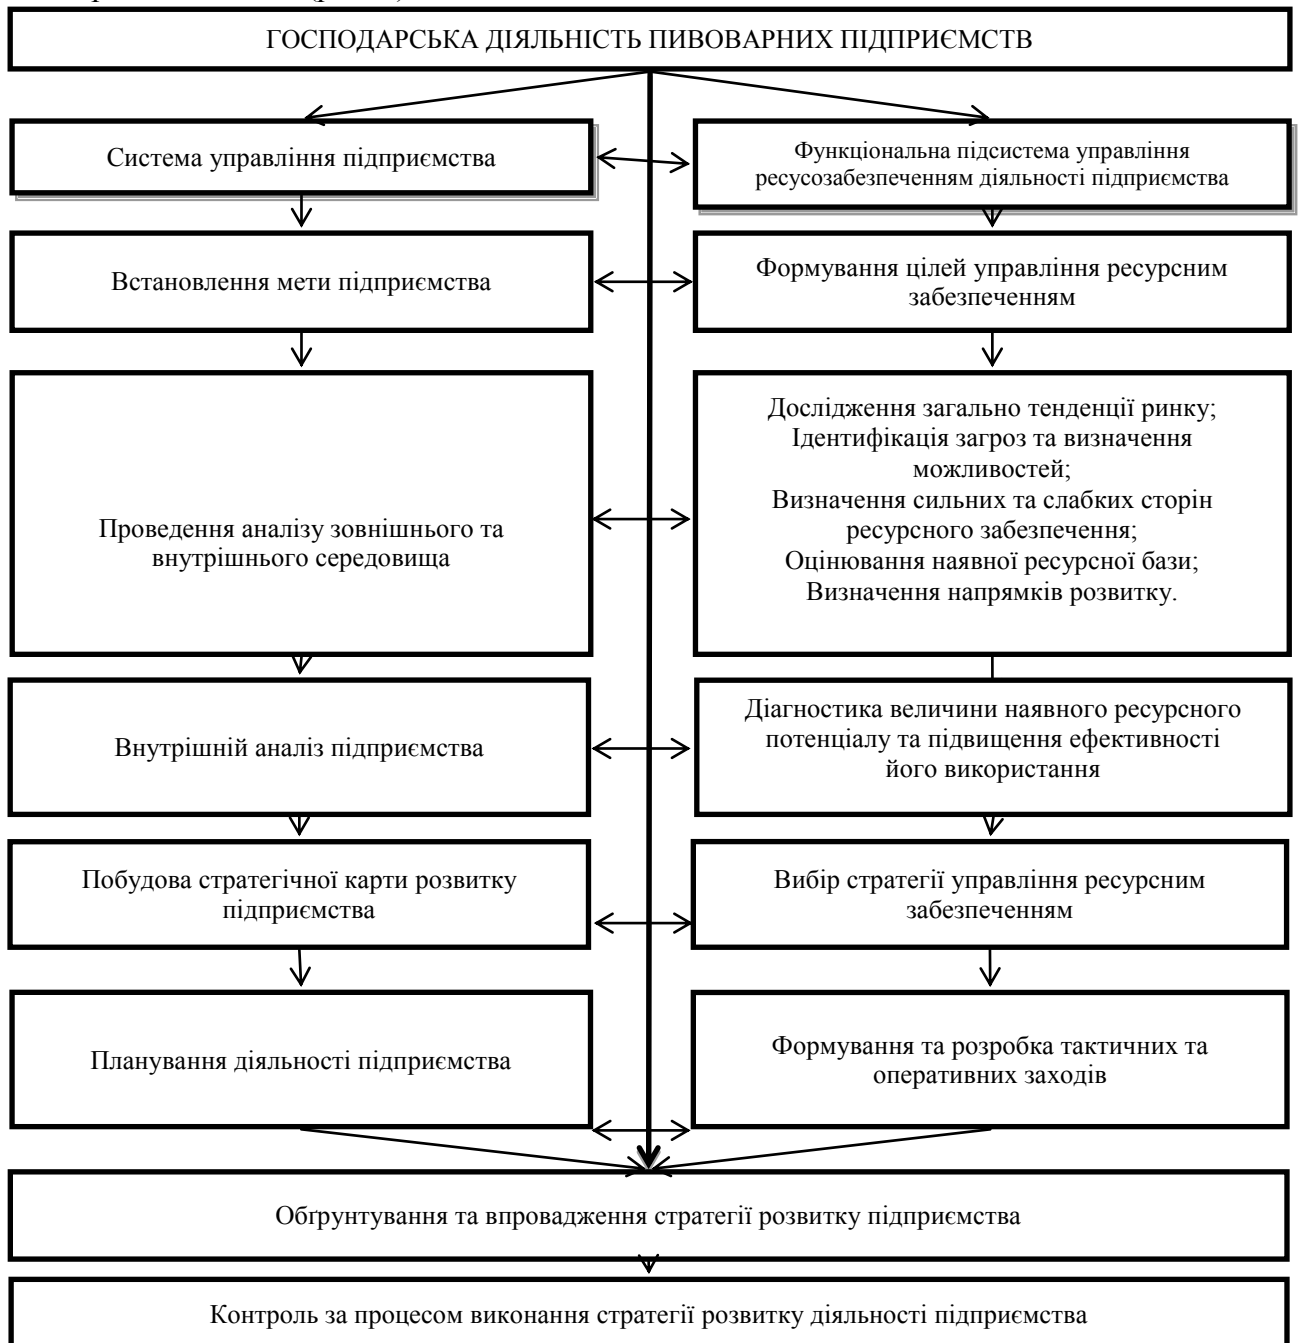 ГОСПОДАРСЬКА ДІЯЛЬНІСТЬ ПИВОВАРНИХ ПІДПРИЄМСТВ
Система управління підприємства
Функціональна підсистема управління
ресусозабезпеченням діяльності підприємства
Встановлення мети підприємства
Формування цілей управління ресурсним
забезпеченням
Проведення аналізу зовнішнього та
внутрішнього середовища
Дослідження загально тенденції ринку;
Ідентифікація загроз та визначення
можливостей;
Визначення сильних та слабких сторін
ресурсного забезпечення;
Оцінювання наявної ресурсної бази;
Визначення напрямків розвитку.
Внутрішній аналіз підприємства
Діагностика величини наявного ресурсного
потенціалу та підвищення ефективності
його використання
Побудова стратегічної карти розвитку
підприємства
Вибір стратегії управління ресурсним
забезпеченням
Планування діяльності підприємства
Формування та розробка тактичних та
оперативних заходів
Обґрунтування та впровадження стратегії розвитку підприємства
Контроль за процесом виконання стратегії розвитку діяльності підприємства